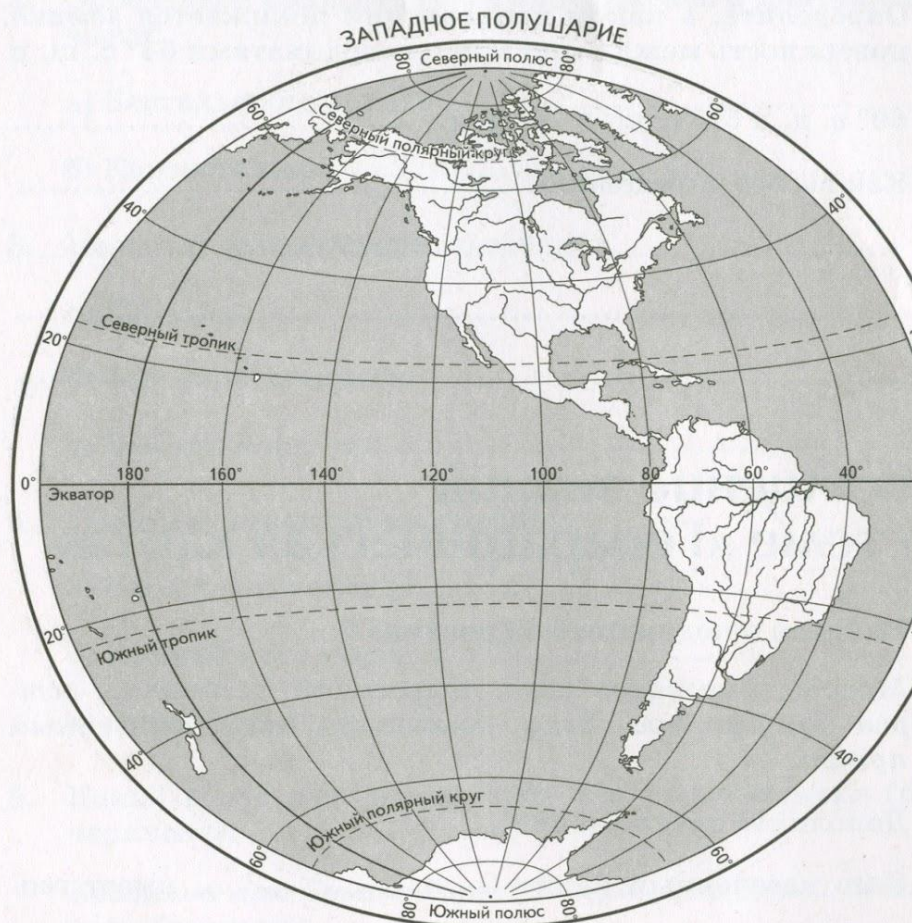 ЗАПАДНОЕ ПОЛУШАРИЕ
80° Северный полюс 80°
60° 60°
Северный полярный круг
40° 40°
Северный тропик
20°
0° 180° 160° 140° 120° 100° 80° 60° 40°
Экватор
20°
Южный тропик
40° 40°
Южный полярный круг
60° 60°
80° 80°
Южный полюс